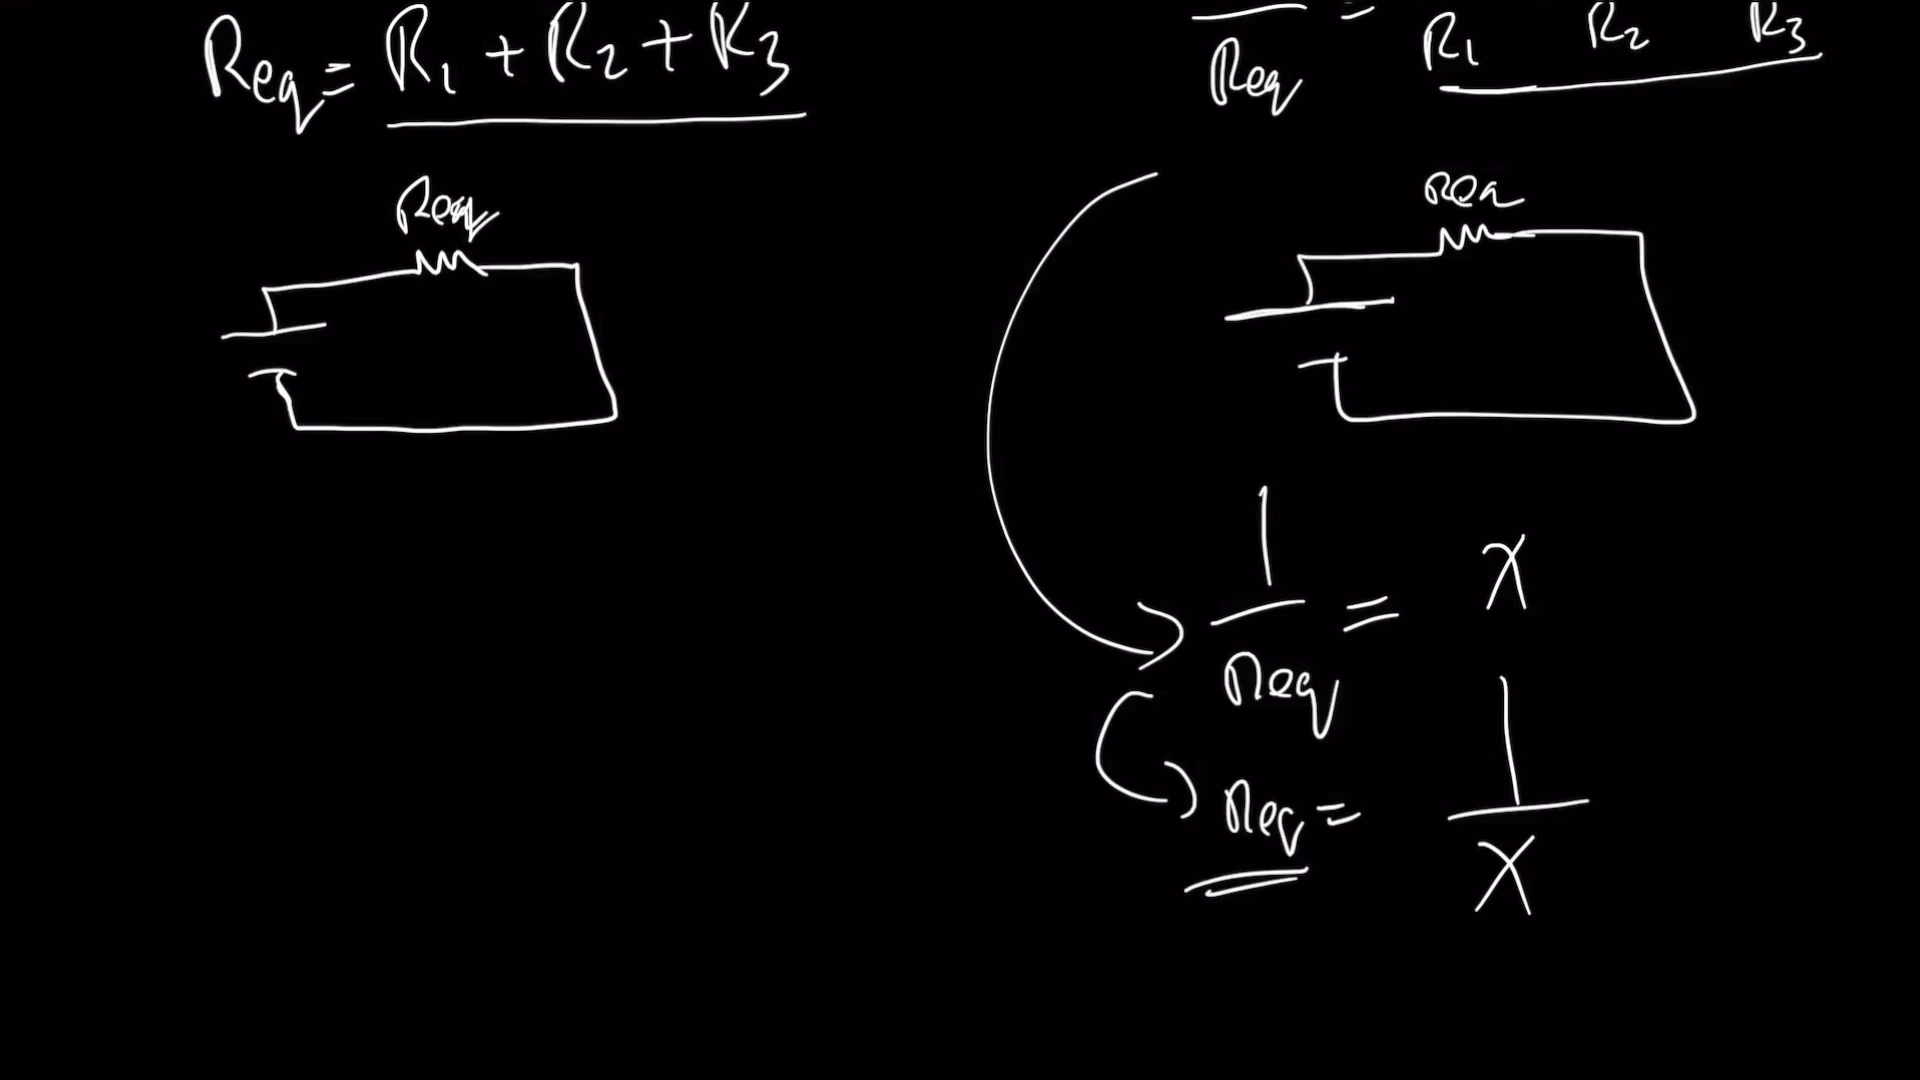 Req = R1 + R2 + R3
Req = R1 R2 R3
Req
Req
1
— = x
Req
Req = 1
—
x